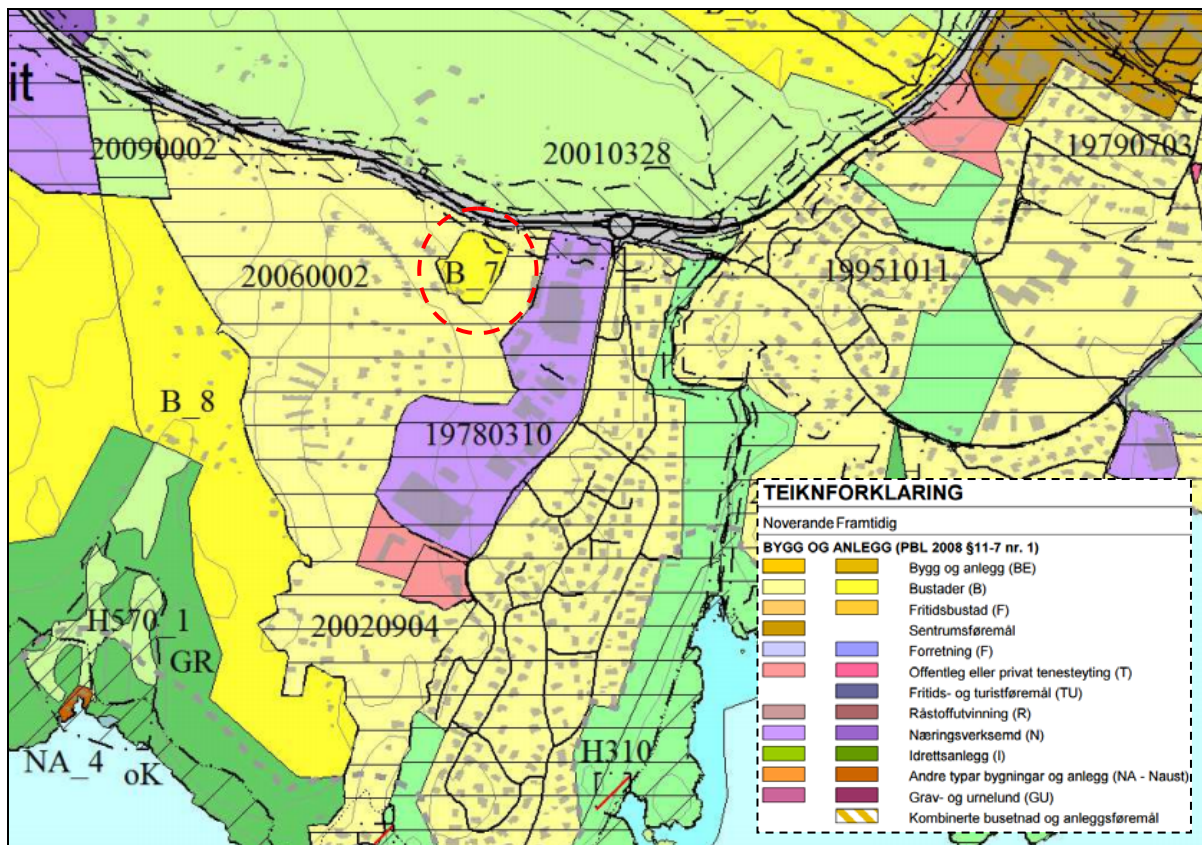 it
20090002
20010328
19790703
20060002
B_7
19951011
B_8
19780310
H570_1
GR
20020904
NA_4
oK
H310
TEIKNFORKLARING
Noverande Framtidig
BYGG OG ANLEGG (PBL 2008 §11-7 nr. 1)
Bygg og anlegg (BE)
Bustader (B)
Fritidsbustad (F)
Sentrumsføremål
Forretning (F)
Offentleg eller privat tenesteyting (T)
Fritids- og turistføremål (TU)
Råstoffutvinning (R)
Næringsverksemd (N)
Idrettsanlegg (I)
Andre typar bygningar og anlegg (NA - Naust)
Grav- og urnelund (GU)
Kombinerte busetnad og anleggsføremål